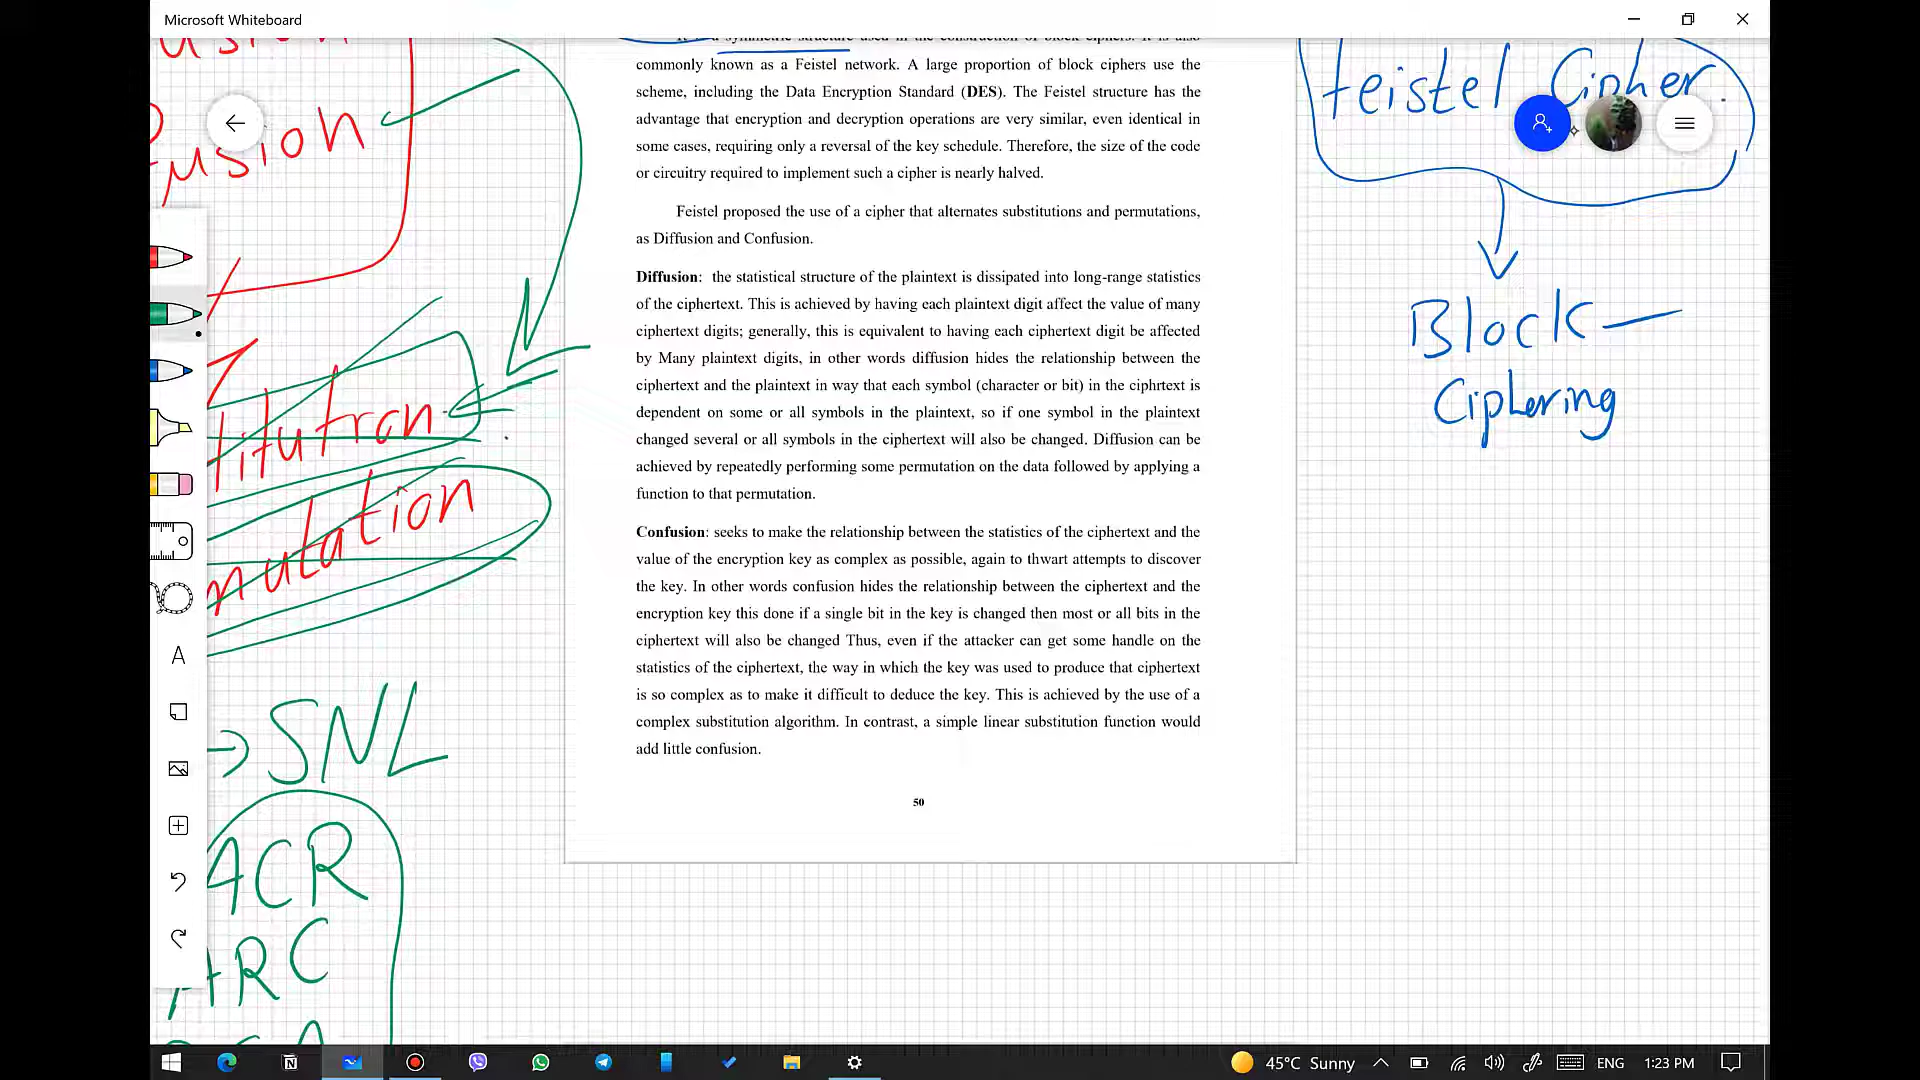 Microsoft Whiteboard
It is a symmetric structure used in the construction of block ciphers. It is also
commonly known as a Feistel network. A large proportion of block ciphers use the
scheme, including the Data Encryption Standard (DES). The Feistel structure has the
advantage that encryption and decryption operations are very similar, even identical in
some cases, requiring only a reversal of the key schedule. Therefore, the size of the code
or circuitry required to implement such a cipher is nearly halved.
Feistel proposed the use of a cipher that alternates substitutions and permutations,
as Diffusion and Confusion.
Diffusion: the statistical structure of the plaintext is dissipated into long-range statistics
of the ciphertext. This is achieved by having each plaintext digit affect the value of many
ciphertext digits; generally, this is equivalent to having each ciphertext digit be affected
by Many plaintext digits, in other words diffusion hides the relationship between the
ciphertext and the plaintext in way that each symbol (character or bit) in the ciphrtext is
dependent on some or all symbols in the plaintext, so if one symbol in the plaintext
changed several or all symbols in the ciphertext will also be changed. Diffusion can be
achieved by repeatedly performing some permutation on the data followed by applying a
function to that permutation.
Confusion: seeks to make the relationship between the statistics of the ciphertext and the
value of the encryption key as complex as possible, again to thwart attempts to discover
the key. In other words confusion hides the relationship between the ciphertext and the
encryption key this done if a single bit in the key is changed then most or all bits in the
ciphertext will also be changed Thus, even if the attacker can get some handle on the
statistics of the ciphertext, the way in which the key was used to produce that ciphertext
is so complex as to make it difficult to deduce the key. This is achieved by the use of a
complex substitution algorithm. In contrast, a simple linear substitution function would
add little confusion.
50
usion
usion
titution
mutation
SNL
ACR
ARC
Feistel Cipher
Block
Ciphering
45°C Sunny
ENG
1:23 PM